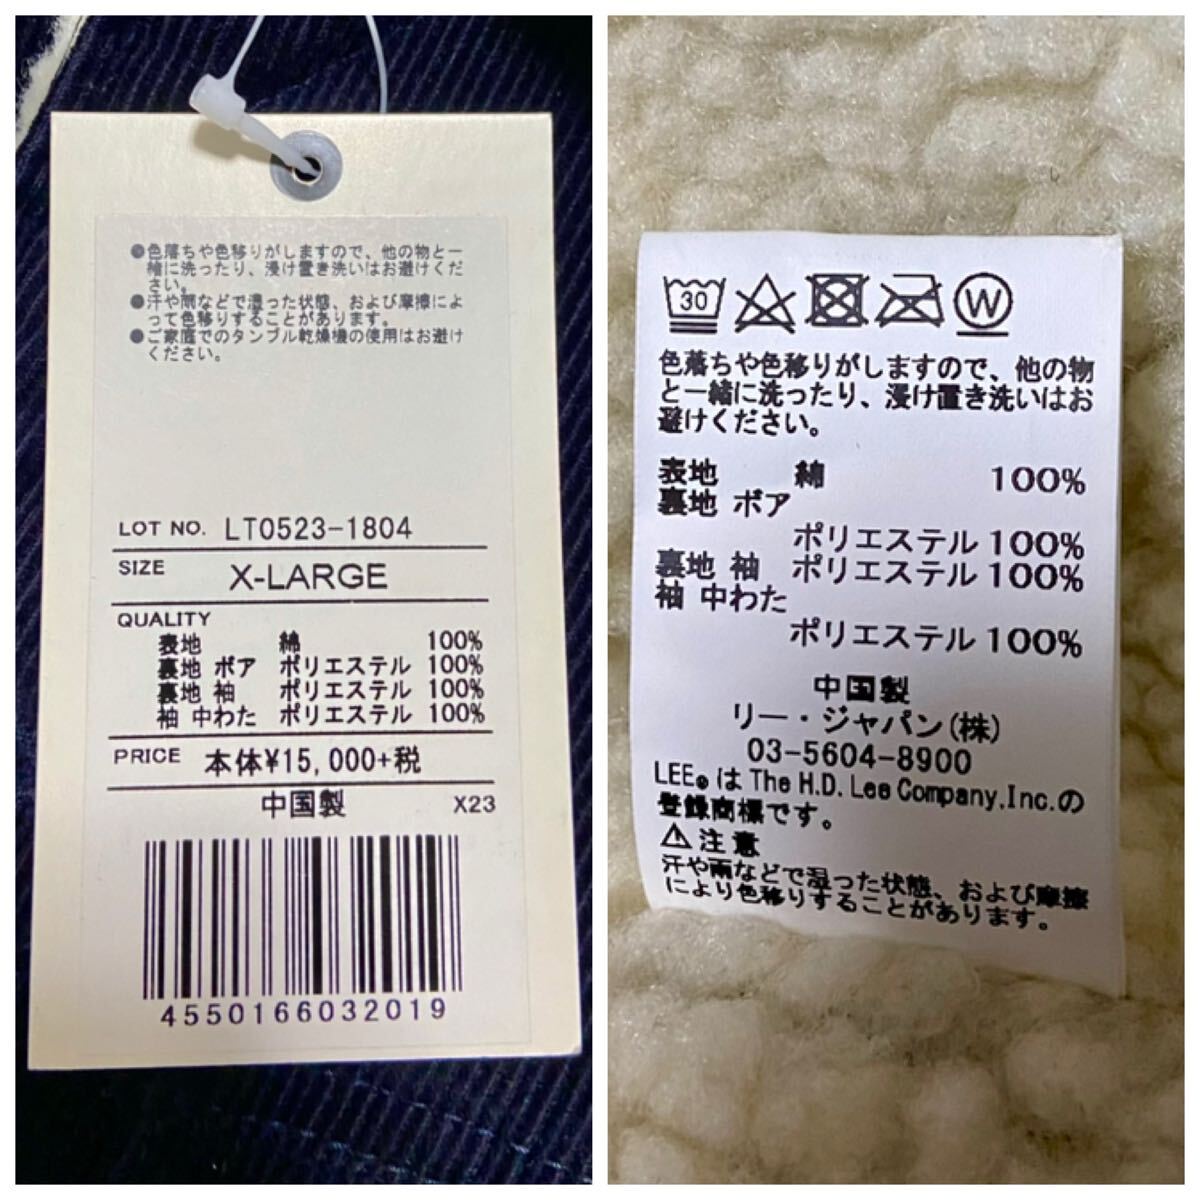 ●色落ちや色移りがしますので、他の物と一
緒に洗ったり、浸け置き洗いはお避けくだ
さい。
●汗や雨などで湿った状態、および摩擦によ
って色移りすることがあります。
●ご家庭でのタンブル乾燥機の使用はお避け
ください。
LOT NO. LT0523-1804
SIZE X-LARGE
QUALITY
表地 綿 100%
裏地 ボア ポリエステル 100%
裏地 袖 ポリエステル 100%
袖 中わた ポリエステル 100%
PRICE 本体¥15,000+税
中国製 X23
4550166032019
30 W
色落ちや色移りがしますので、他の物
と一緒に洗ったり、浸け置き洗いはお
避けください。
表地 綿 100%
裏地 ボア
ポリエステル 100%
裏地 袖 ポリエステル 100%
袖 中わた
ポリエステル 100%
中国製
リー・ジャパン(株)
03-5604-8900
LEE®は The H.D. Lee Company,Inc.の
登録商標です。
⚠注意
汗や雨などで湿った状態、および摩擦
により色移りすることがあります。